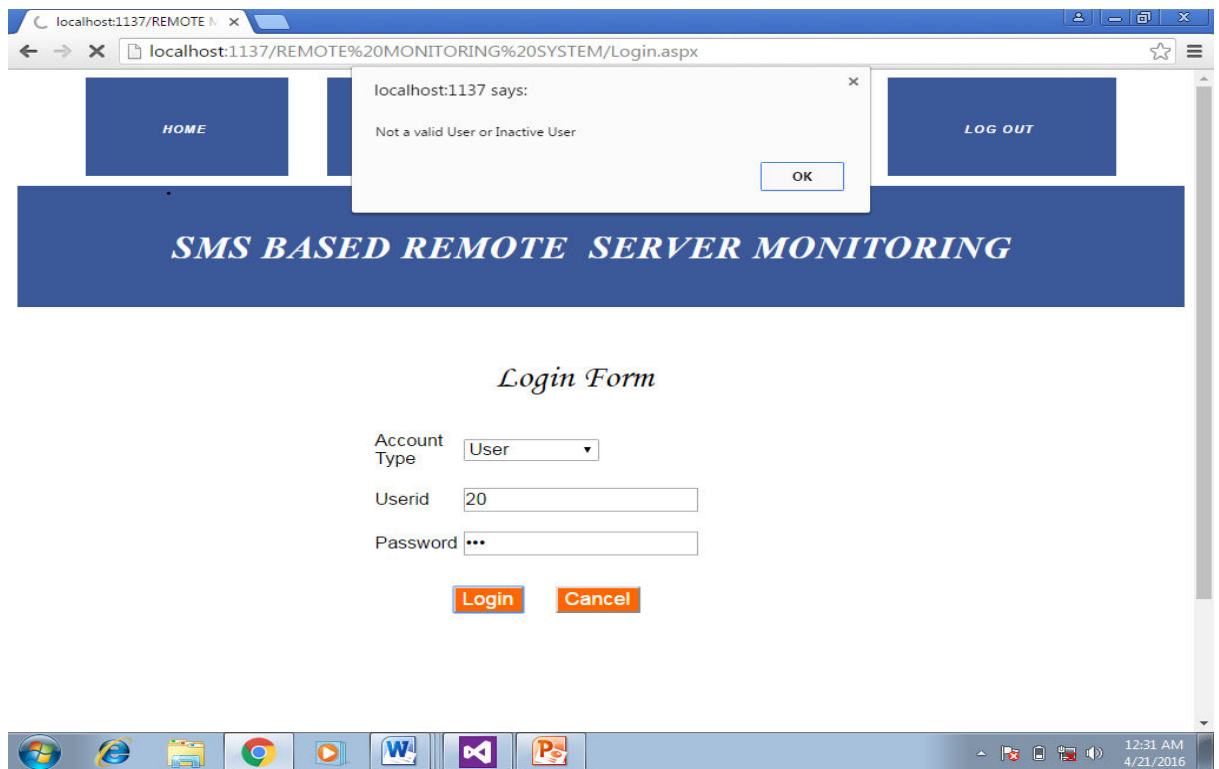 localhost:1137/REMOTE M
localhost:1137/REMOTE%20MONITORING%20SYSTEM/Login.aspx
localhost:1137 says:
Not a valid User or Inactive User
OK
HOME
LOG OUT
SMS BASED REMOTE SERVER MONITORING
Login Form
Account
Type
User
Userid
20
Password •••
Login
Cancel
12:31 AM
4/21/2016